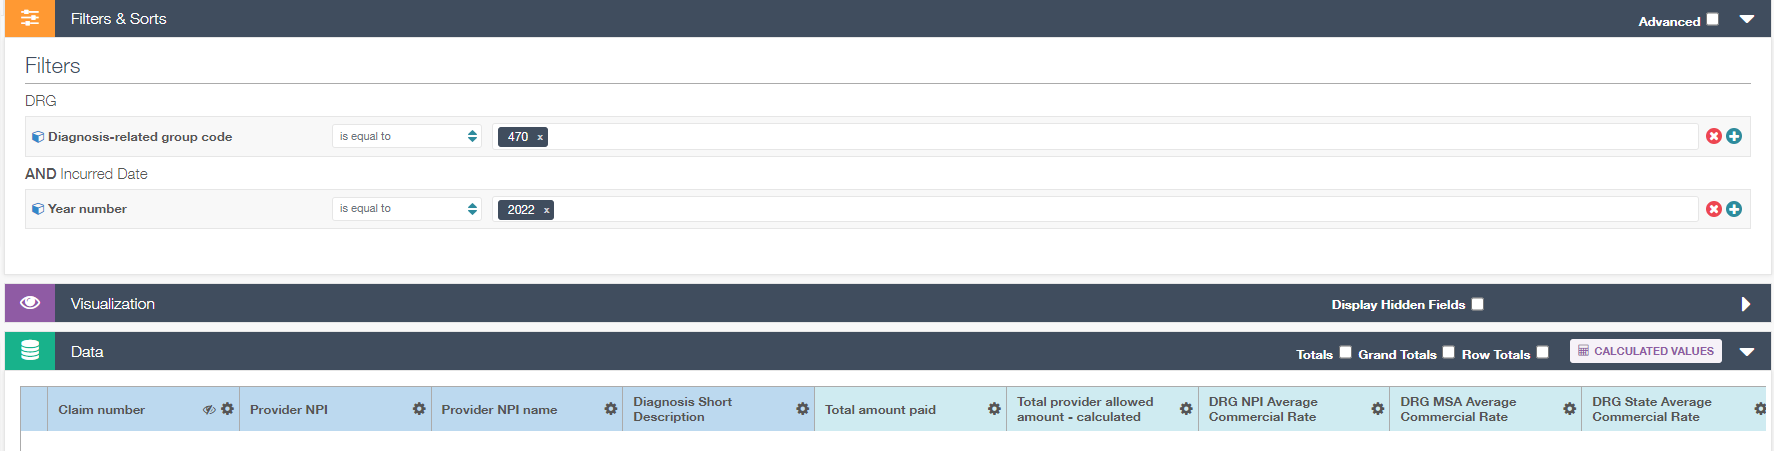 Filters & Sorts
Advanced
Filters
DRG
Diagnosis-related group code is equal to 470 x
AND Incurred Date
Year number is equal to 2022 x
Visualization
Display Hidden Fields
Data
Totals Grand Totals Row Totals CALCULATED VALUES
Claim number
Provider NPI
Provider NPI name
Diagnosis Short
Description
Total amount paid
Total provider allowed
amount - calculated
DRG NPI Average
Commercial Rate
DRG MSA Average
Commercial Rate
DRG State Average
Commercial Rate